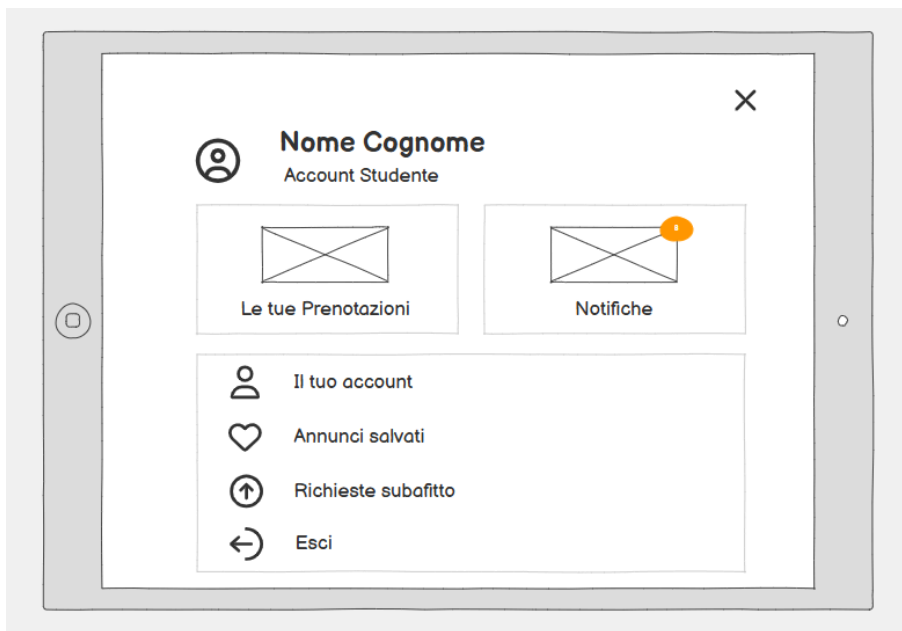 Nome Cognome
Account Studente
Le tue Prenotazioni
Notifiche
Il tuo account
Annunci salvati
Richieste subafitto
Esci